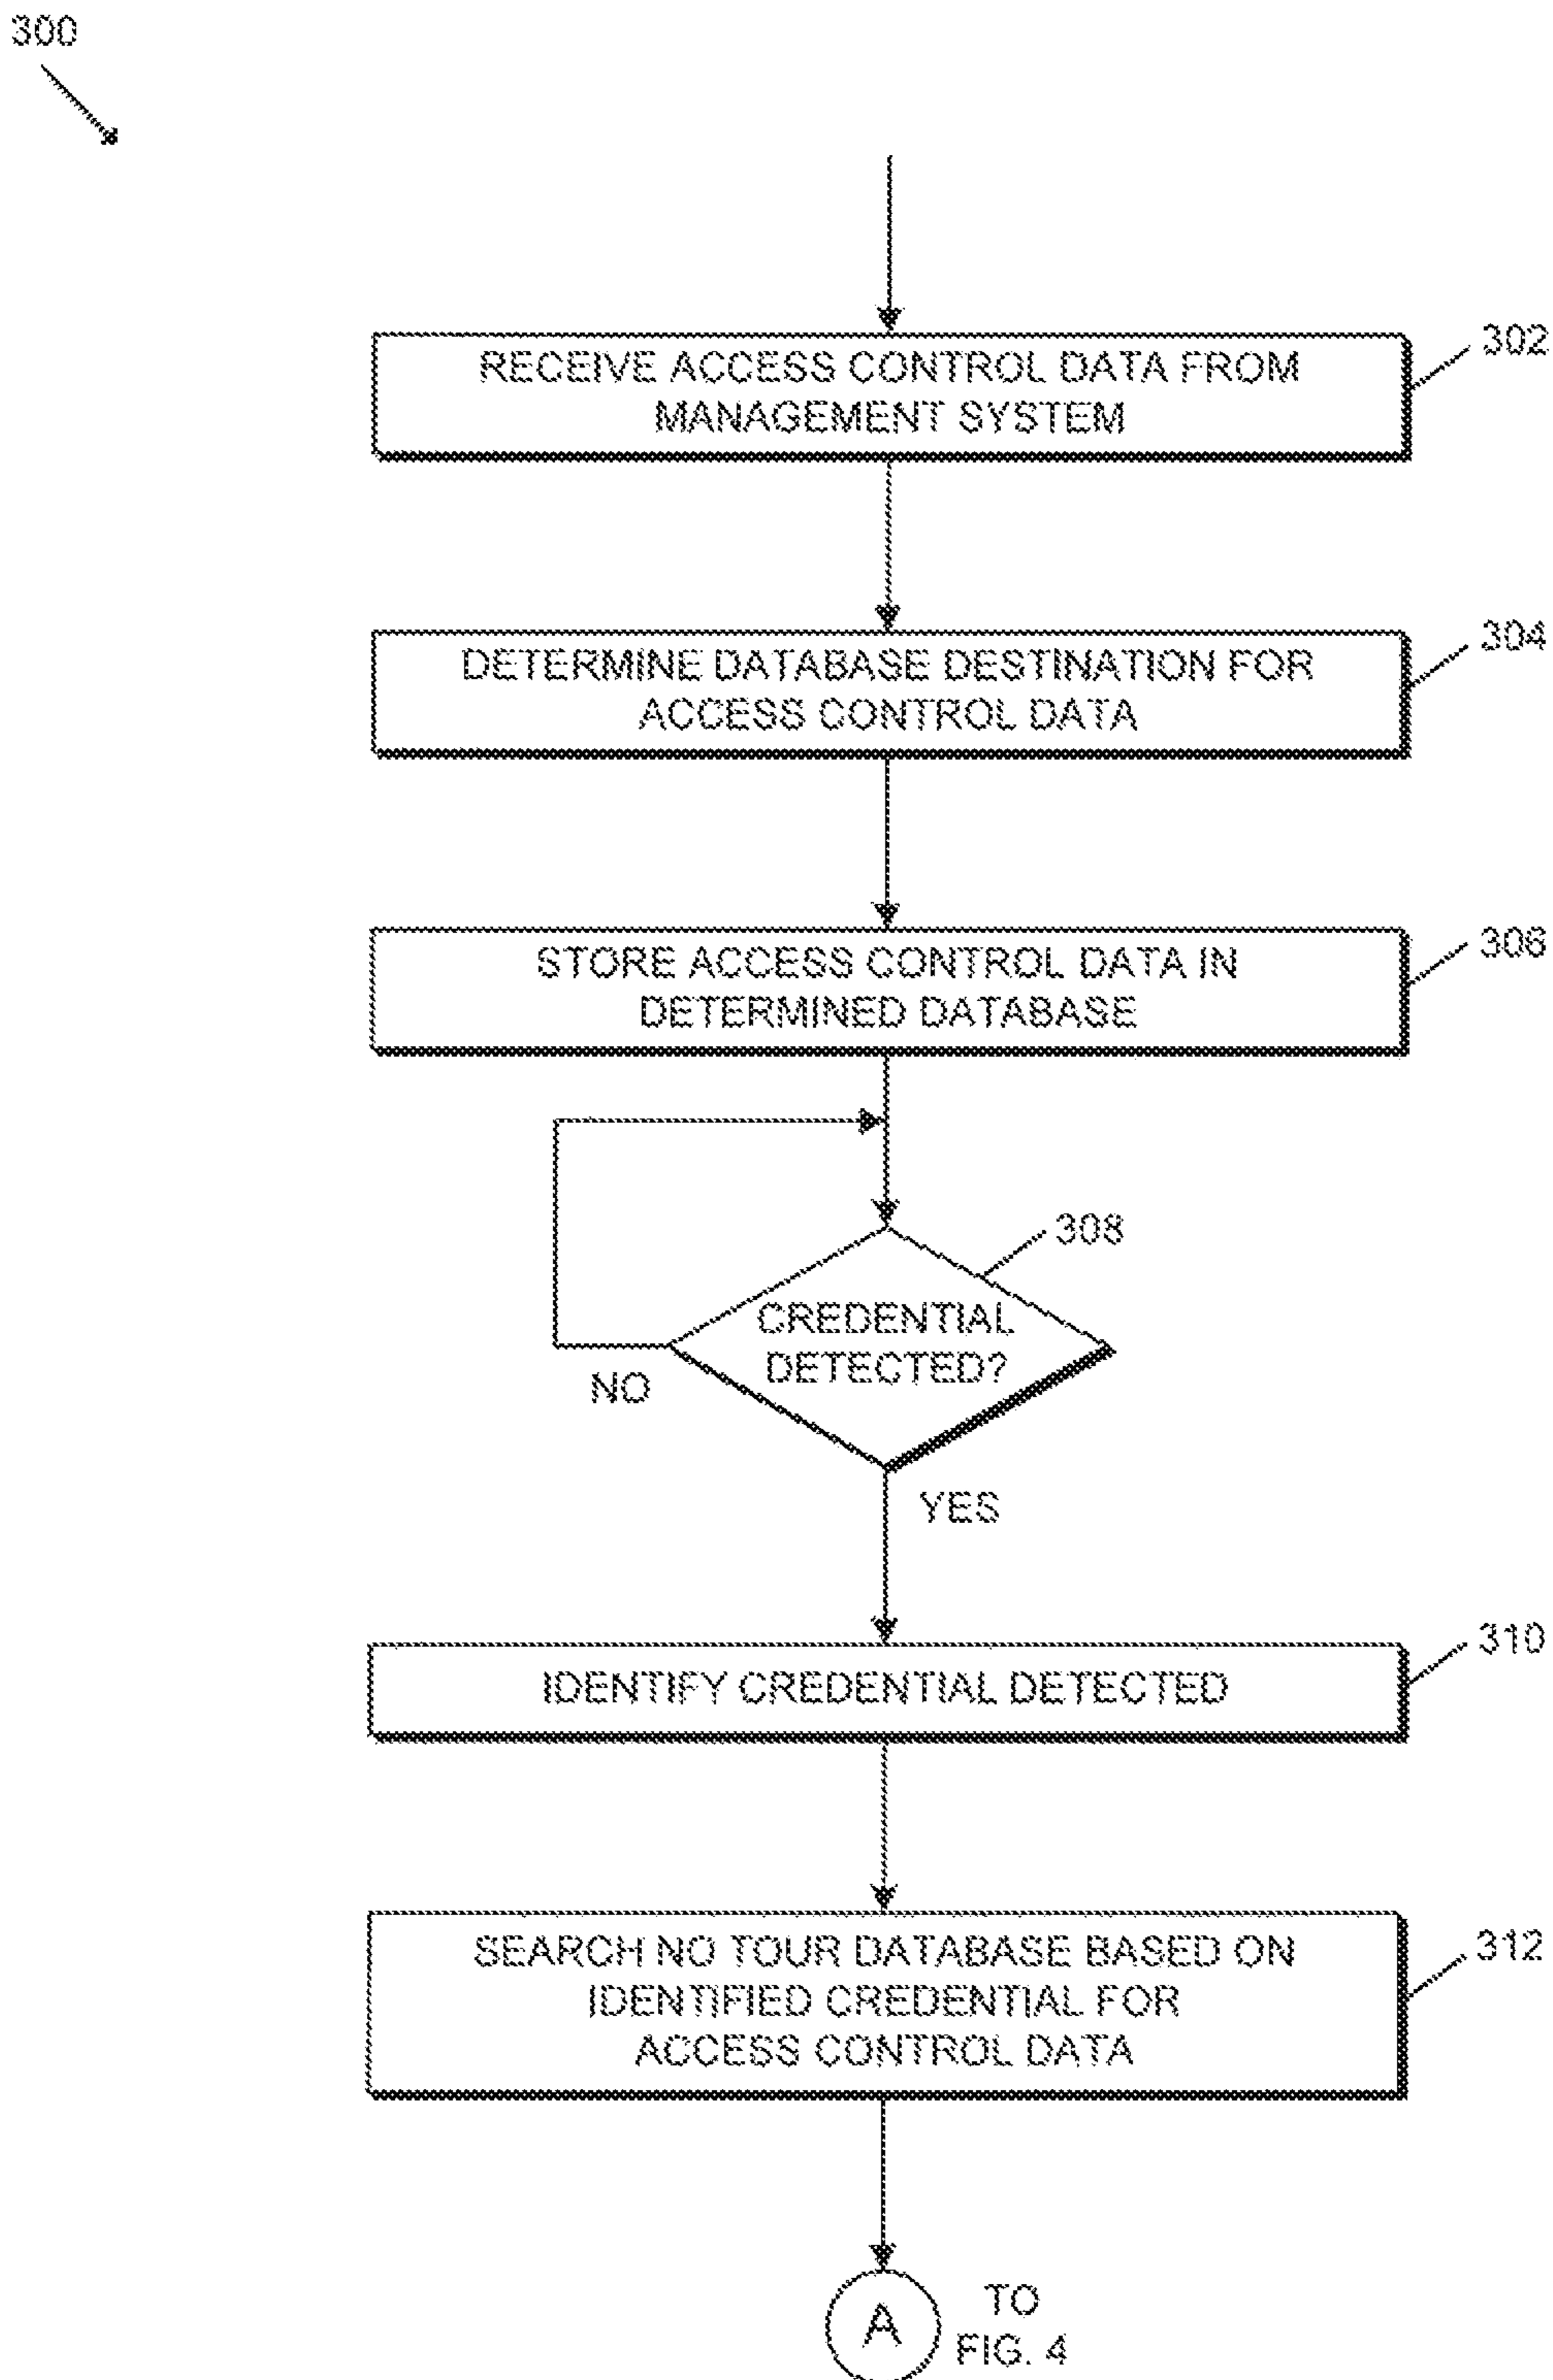 300
RECEIVE ACCESS CONTROL DATA FROM
MANAGEMENT SYSTEM
302
DETERMINE DATABASE DESTINATION FOR
ACCESS CONTROL DATA
304
STORE ACCESS CONTROL DATA IN
DETERMINED DATABASE
306
308
CREDENTIAL
DETECTED?
NO
YES
IDENTIFY CREDENTIAL DETECTED
310
SEARCH NO TOUR DATABASE BASED ON
IDENTIFIED CREDENTIAL FOR
ACCESS CONTROL DATA
312
A
TO
FIG. 4